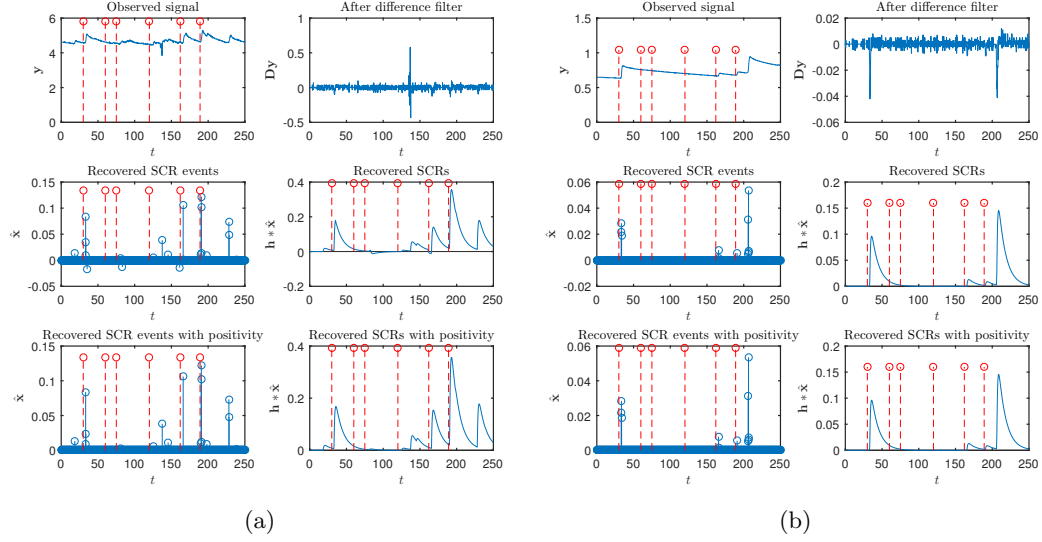 Observed signal
After difference filter
Observed signal
After difference filter
6
4
2
0
y
0 50 100 150 200 250
t
1
0.5
0
-0.5
Dy
0 50 100 150 200 250
t
1.5
1
0.5
0
y
0 50 100 150 200 250
t
0.02
0
-0.02
-0.04
-0.06
Dy
0 50 100 150 200 250
t
Recovered SCR events
Recovered SCRs
Recovered SCR events
Recovered SCRs
0.15
0.1
0.05
0
-0.05
x̂
0 50 100 150 200 250
t
0.4
0.2
0
-0.2
h * x̂
0 50 100 150 200 250
t
0.06
0.04
0.02
0
x̂
0 50 100 150 200 250
t
0.2
0.15
0.1
0.05
0
h * x̂
0 50 100 150 200 250
t
Recovered SCR events with positivity
Recovered SCRs with positivity
Recovered SCR events with positivity
Recovered SCRs with positivity
0.15
0.1
0.05
0
x̂
0 50 100 150 200 250
t
0.4
0.2
0
h * x̂
0 50 100 150 200 250
t
0.06
0.04
0.02
0
x̂
0 50 100 150 200 250
t
0.2
0.15
0.1
0.05
0
h * x̂
0 50 100 150 200 250
t
(a)
(b)